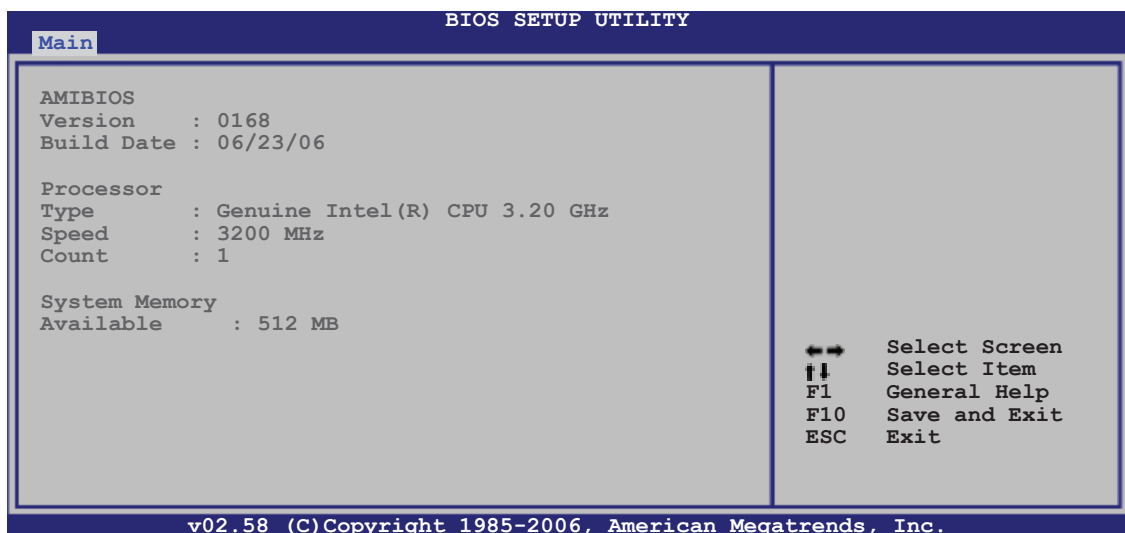 BIOS SETUP UTILITY
Main
AMIBIOS
Version : 0168
Build Date : 06/23/06
Processor
Type : Genuine Intel(R) CPU 3.20 GHz
Speed : 3200 MHz
Count : 1
System Memory
Available : 512 MB
←→ Select Screen
↑↓ Select Item
F1 General Help
F10 Save and Exit
ESC Exit
v02.58 (C)Copyright 1985-2006, American Megatrends, Inc.